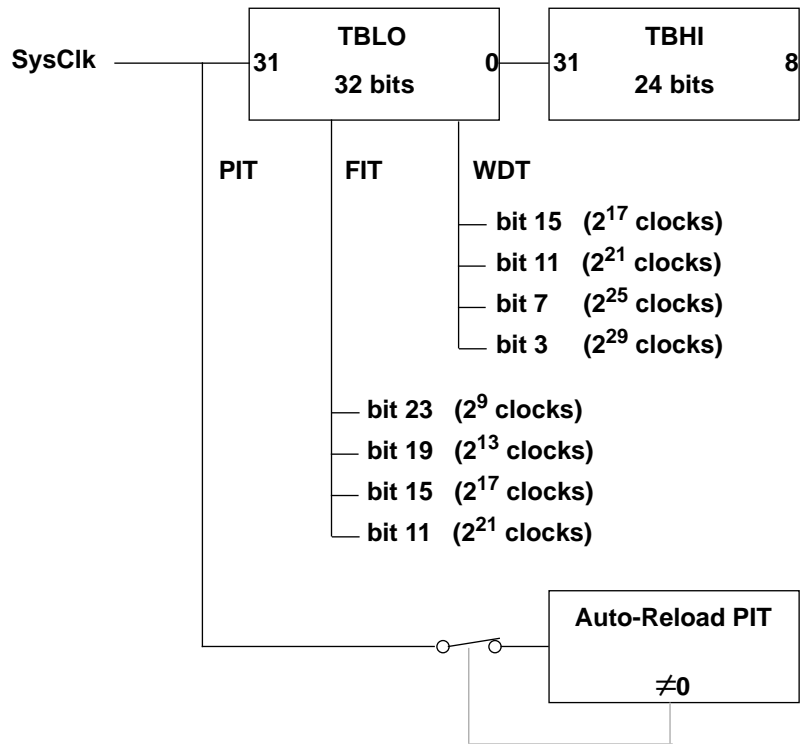 TBLO
TBHI
SysClk
31
0
31
8
32 bits
24 bits
PIT
FIT
WDT
bit 15 (2^17 clocks)
bit 11 (2^21 clocks)
bit 7 (2^25 clocks)
bit 3 (2^29 clocks)
bit 23 (2^9 clocks)
bit 19 (2^13 clocks)
bit 15 (2^17 clocks)
bit 11 (2^21 clocks)
Auto-Reload PIT
≠0